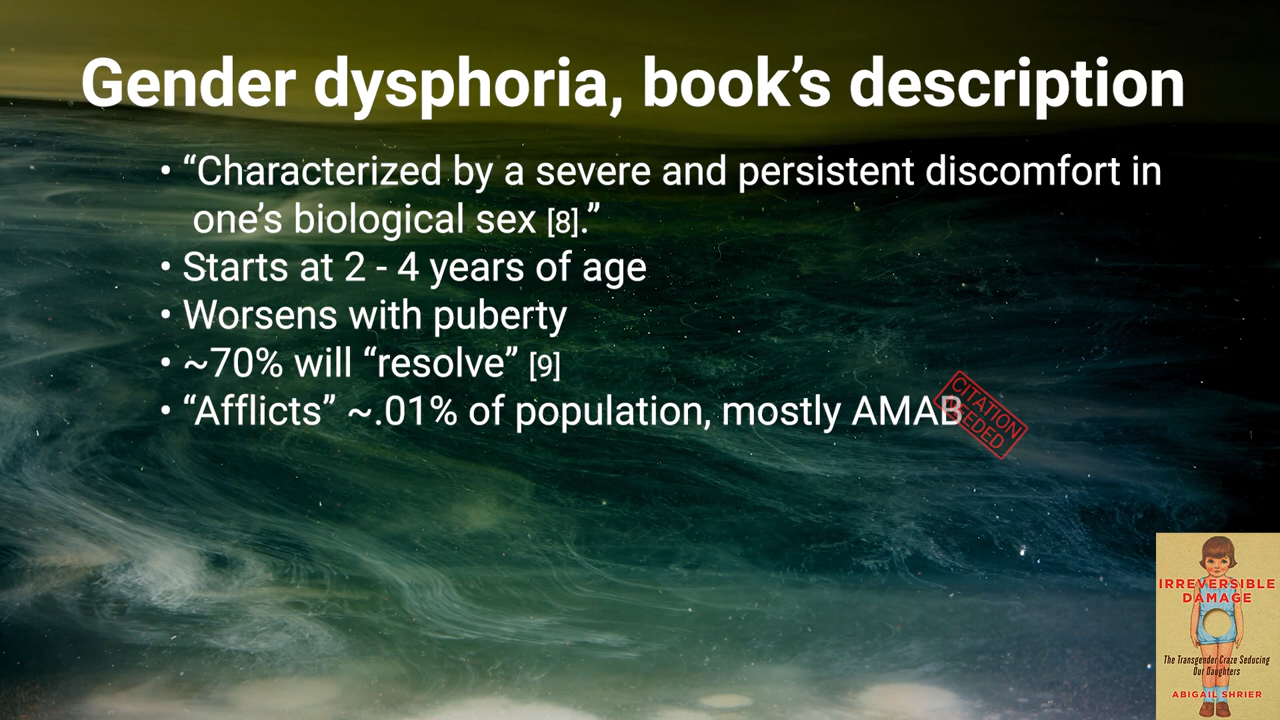 Gender dysphoria, book’s description
• “Characterized by a severe and persistent discomfort in
one’s biological sex [8].”
• Starts at 2 - 4 years of age
• Worsens with puberty
• ~70% will “resolve” [9]
• “Afflicts” ~.01% of population, mostly AMAB
CITATION
NEEDED
IRREVERSIBLE
DAMAGE
The Transgender Craze Seducing
Our Daughters
ABIGAIL SHRIER